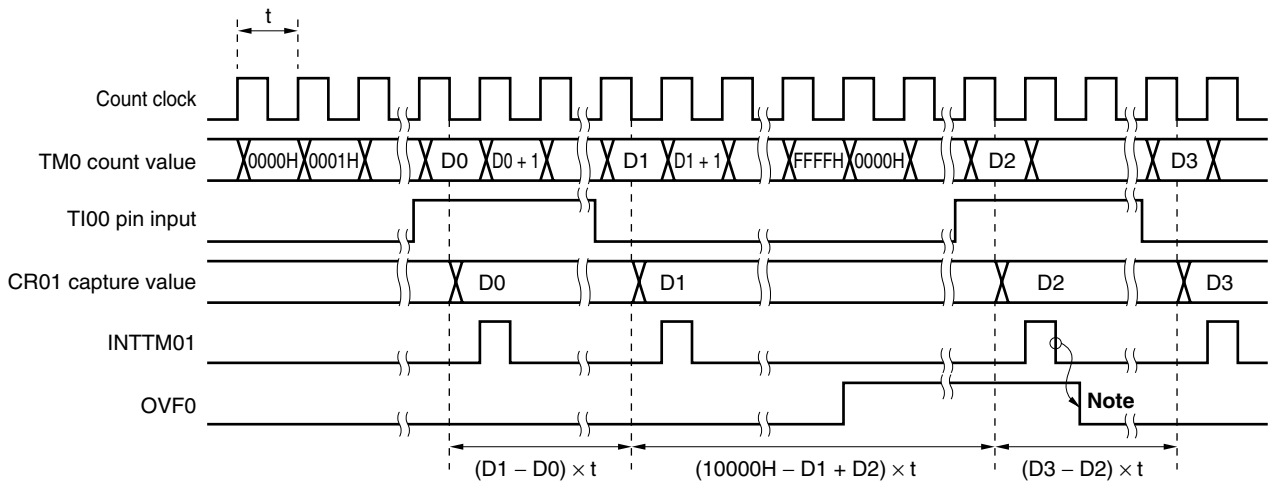 t
Count clock
TM0 count value
0000H 0001H D0 D0 + 1 D1 D1 + 1 FFFFH 0000H D2 D3
TI00 pin input
CR01 capture value
D0 D1 D2 D3
INTTM01
OVF0
Note
(D1 − D0) × t (10000H − D1 + D2) × t (D3 − D2) × t